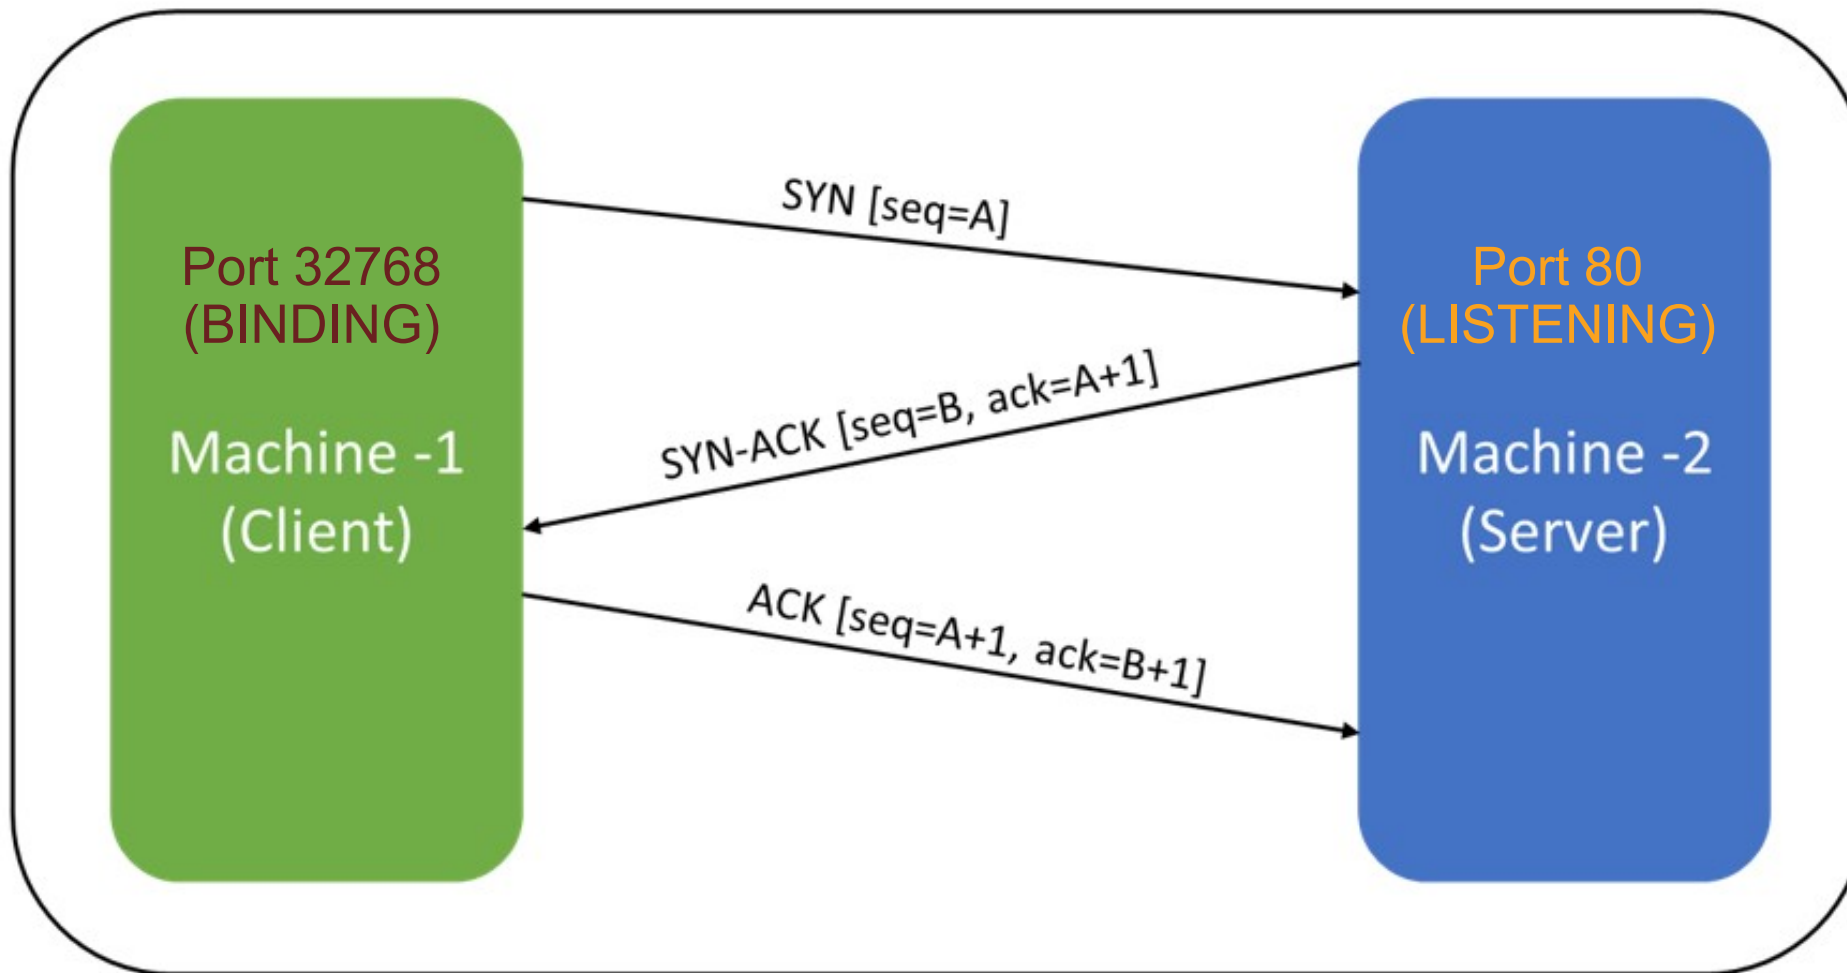 Port 32768
(BINDING)
Machine -1
(Client)
SYN [seq=A]
SYN-ACK [seq=B, ack=A+1]
ACK [seq=A+1, ack=B+1]
Port 80
(LISTENING)
Machine -2
(Server)